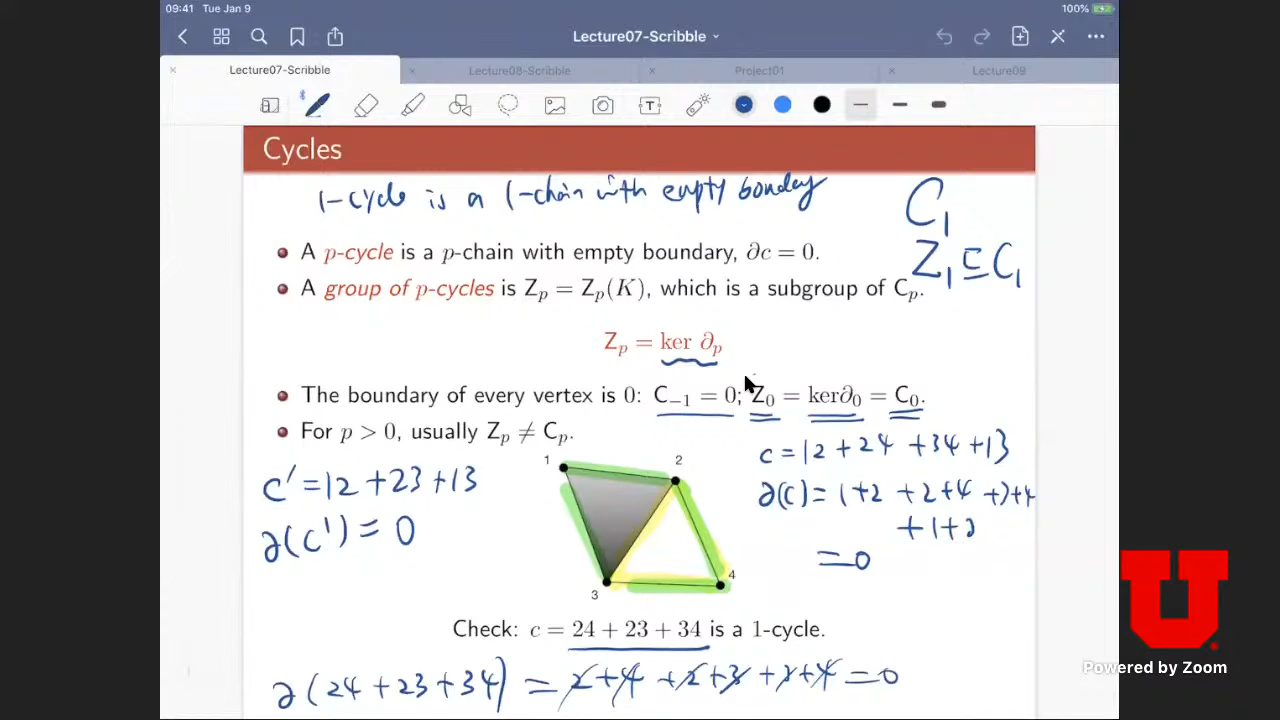 09:41 Tue Jan 9 100%
Lecture07-Scribble
Lecture07-Scribble Lecture08-Scribble Project01 Lecture09
Cycles
1-cycle is a 1-chain with empty bonday
C₁
Z₁ ⊆ C₁
A p-cycle is a p-chain with empty boundary, ∂c = 0.
A group of p-cycles is Zₚ = Zₚ(K), which is a subgroup of Cₚ.
Zₚ = ker ∂ₚ
The boundary of every vertex is 0: C₋₁ = 0; Z₀ = ker∂₀ = C₀.
For p > 0, usually Zₚ ≠ Cₚ.
c = 12 + 24 + 34 + 13
c' = 12 + 23 + 13
∂(c) = 1+2 + 2+4 + 3+4
+ 1+3
∂(c') = 0
= 0
1
2
3
4
Check: c = 24 + 23 + 34 is a 1-cycle.
∂(24 + 23 + 34) = 2+4 + 2+3 + 3+4 = 0
U
Powered by Zoom